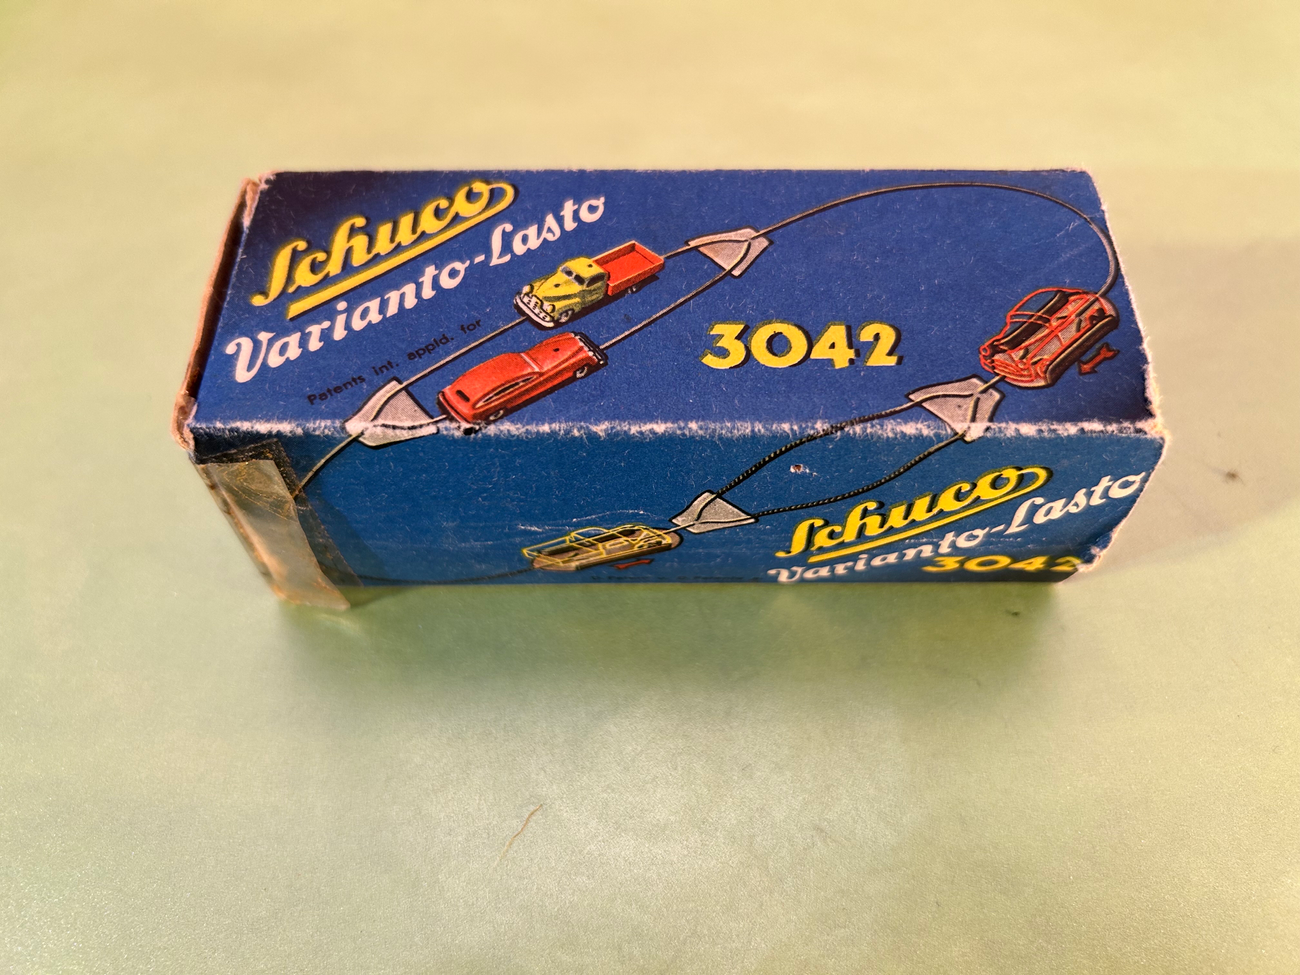 Schuco
Varianto-Lasto
Patents int. appld. for
3042
Schuco
Varianto-Lasto
3042